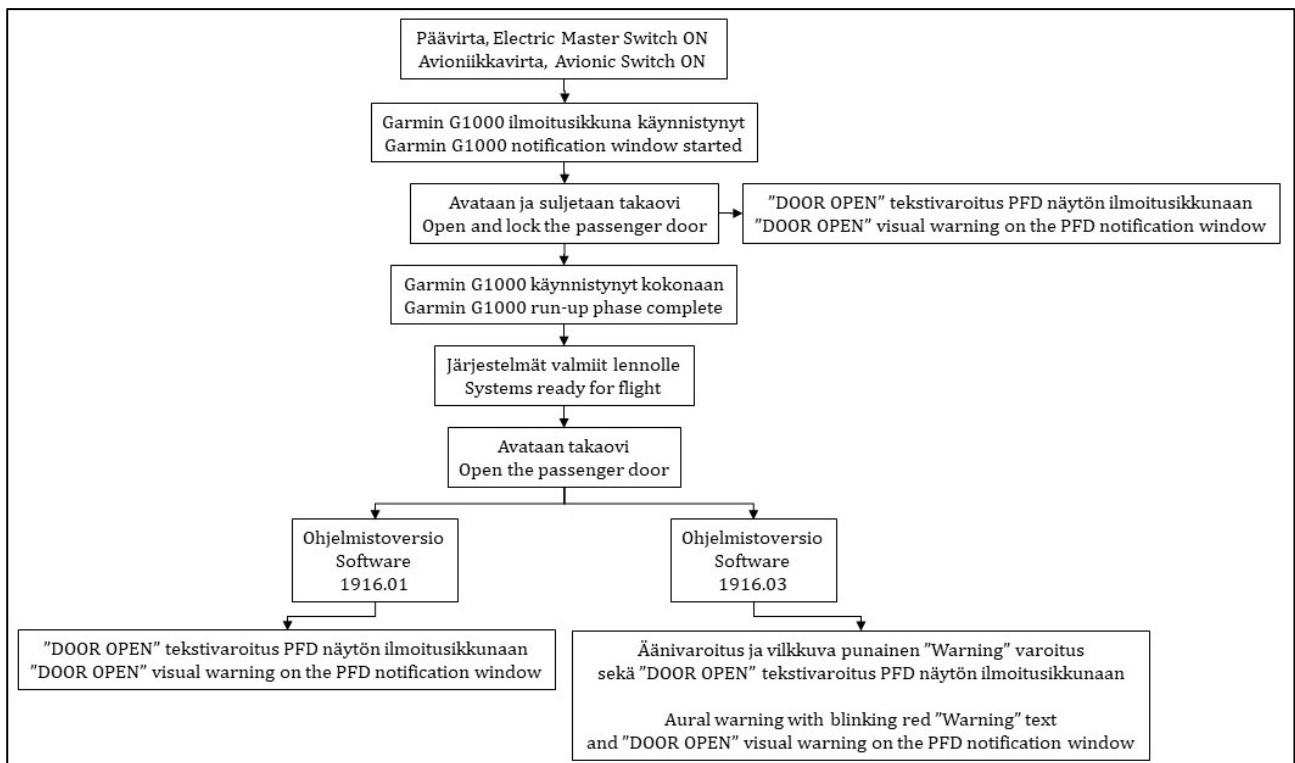 Päävirta, Electric Master Switch ON
Avioniikkavirta, Avionic Switch ON
Garmin G1000 ilmoitusikkuna käynnistynyt
Garmin G1000 notification window started
Avataan ja suljetaan takaovi
Open and lock the passenger door
”DOOR OPEN” tekstivaroitus PFD näytön ilmoitusikkunaan
”DOOR OPEN” visual warning on the PFD notification window
Garmin G1000 käynnistynyt kokonaan
Garmin G1000 run-up phase complete
Järjestelmät valmiit lennolle
Systems ready for flight
Avataan takaovi
Open the passenger door
Ohjelmistoversio
Software
1916.01
Ohjelmistoversio
Software
1916.03
”DOOR OPEN” tekstivaroitus PFD näytön ilmoitusikkunaan
”DOOR OPEN” visual warning on the PFD notification window
Äänivaroitus ja vilkkuva punainen ”Warning” varoitus
sekä ”DOOR OPEN” tekstivaroitus PFD näytön ilmoitusikkunaan
Aural warning with blinking red ”Warning” text
and ”DOOR OPEN” visual warning on the PFD notification window